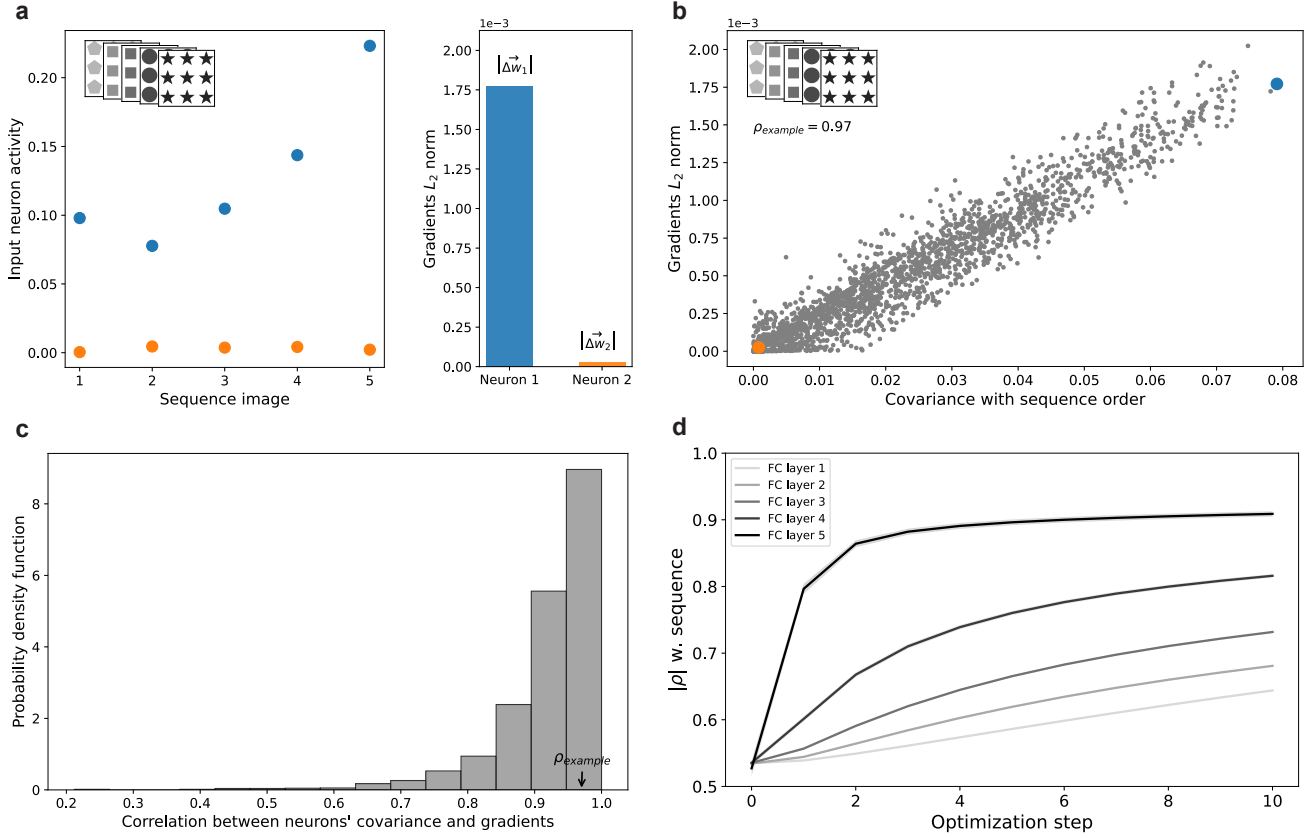 a
Input neuron activity
0.20
0.15
0.10
0.05
0.00
1 2 3 4 5
Sequence image
1e−3
Gradients L₂ norm
2.00
1.75
1.50
1.25
1.00
0.75
0.50
0.25
0.00
|Δw₁|
|Δw₂|
Neuron 1 Neuron 2
b
1e−3
Gradients L₂ norm
2.00
1.75
1.50
1.25
1.00
0.75
0.50
0.25
0.00
ρexample = 0.97
0.00 0.01 0.02 0.03 0.04 0.05 0.06 0.07 0.08
Covariance with sequence order
c
Probability density function
8
6
4
2
0
ρexample
0.2 0.3 0.4 0.5 0.6 0.7 0.8 0.9 1.0
Correlation between neurons' covariance and gradients
d
|ρ| w. sequence
1.0
0.9
0.8
0.7
0.6
0.5
FC layer 1
FC layer 2
FC layer 3
FC layer 4
FC layer 5
0 2 4 6 8 10
Optimization step